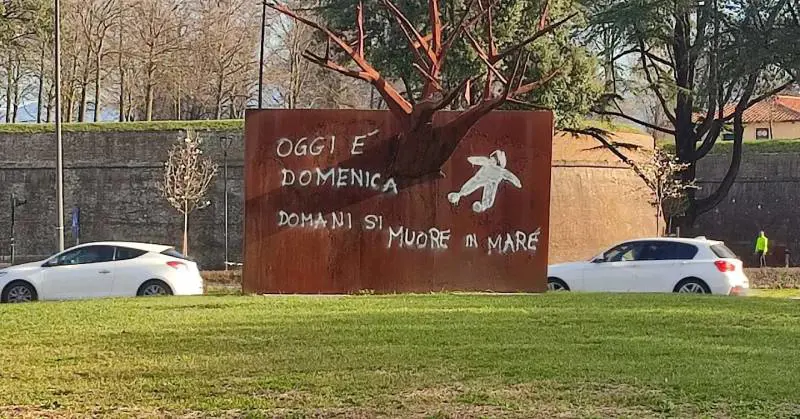 OGGI É
DOMENICA
DOMANI SI MUORE IN MARE